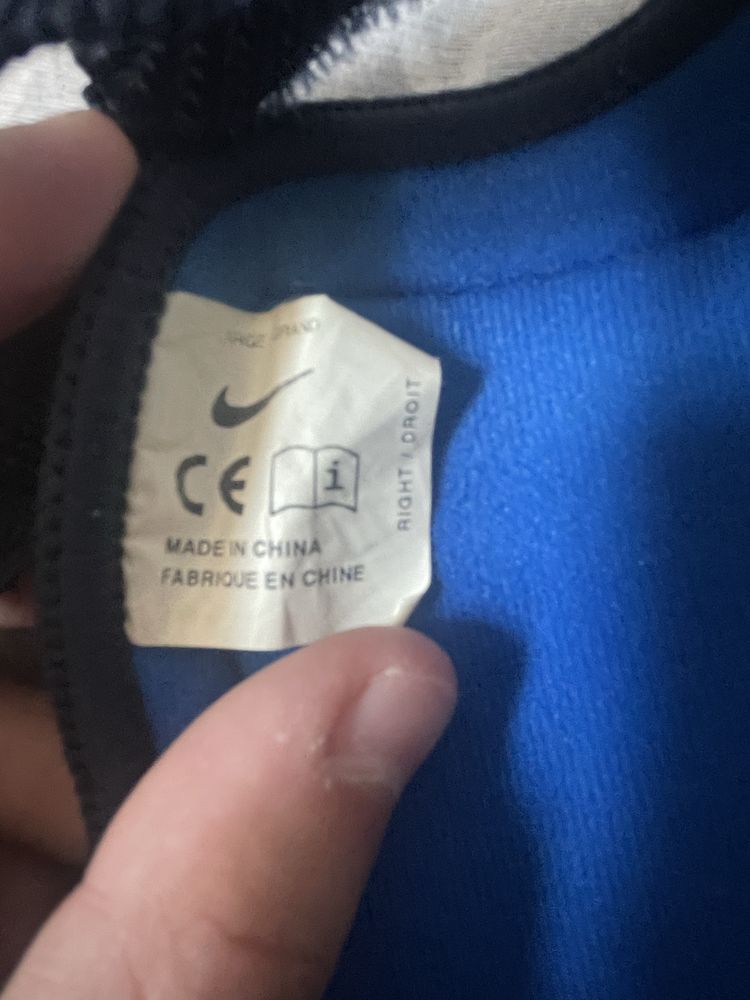 CE
i
MADE IN CHINA
FABRIQUE EN CHINE
RIGHT / DROIT